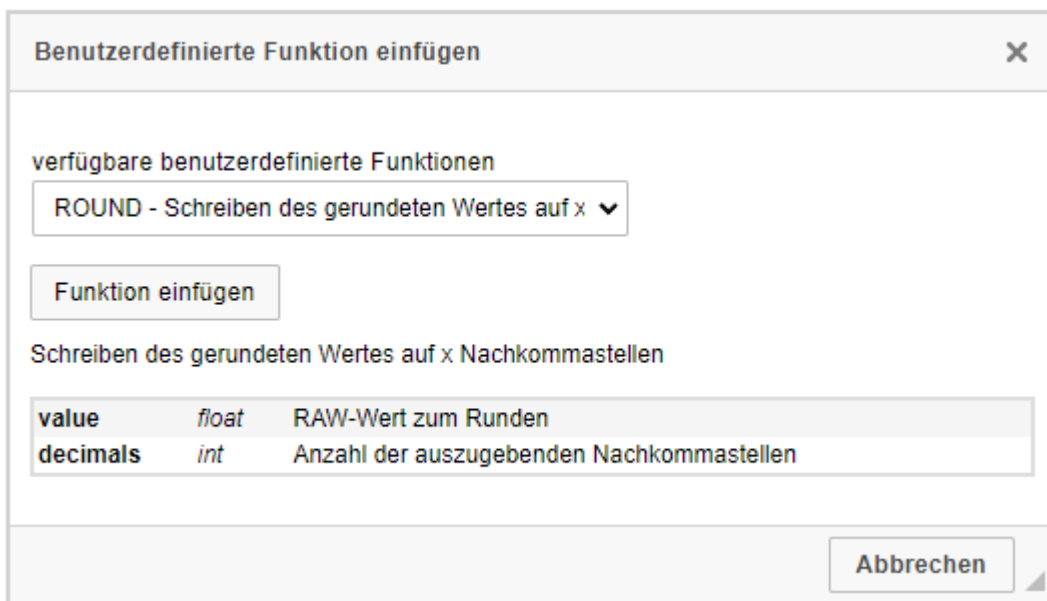 Benutzerdefinierte Funktion einfügen
verfügbare benutzerdefinierte Funktionen
ROUND - Schreiben des gerundeten Wertes auf x
Funktion einfügen
Schreiben des gerundeten Wertes auf x Nachkommastellen
value float RAW-Wert zum Runden
decimals int Anzahl der auszugebenden Nachkommastellen
Abbrechen